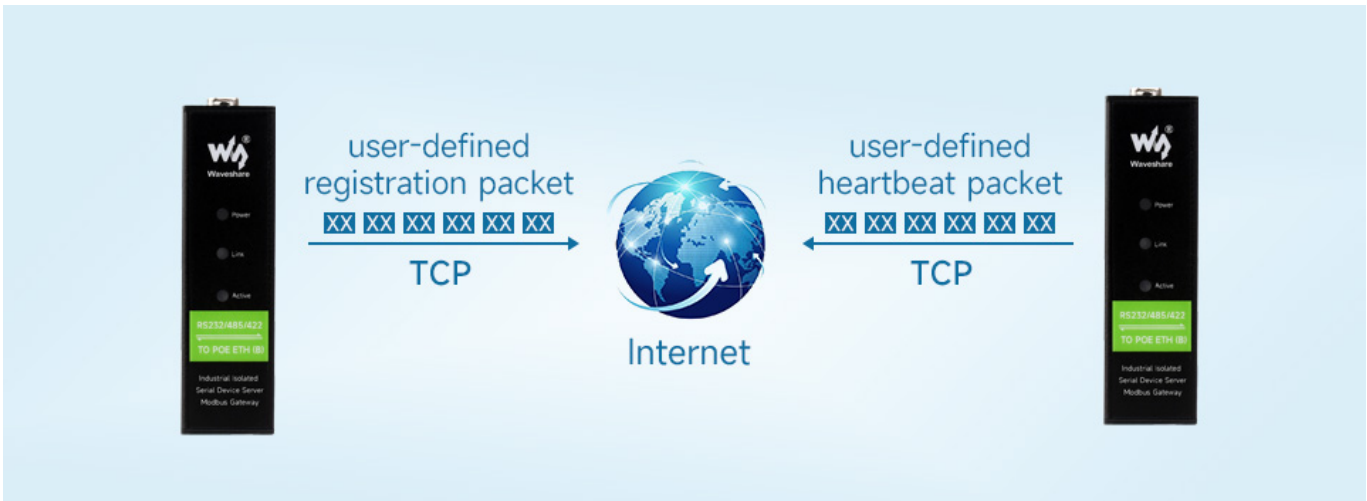 Waveshare
Power
Link
Active
RS232/485/422
TO POE ETH (B)
Industrial Isolated
Serial Device Server
Modbus Gateway
user-defined
registration packet
XX XX XX XX XX XX
TCP
Internet
user-defined
heartbeat packet
XX XX XX XX XX XX
TCP
Waveshare
Power
Link
Active
RS232/485/422
TO POE ETH (B)
Industrial Isolated
Serial Device Server
Modbus Gateway